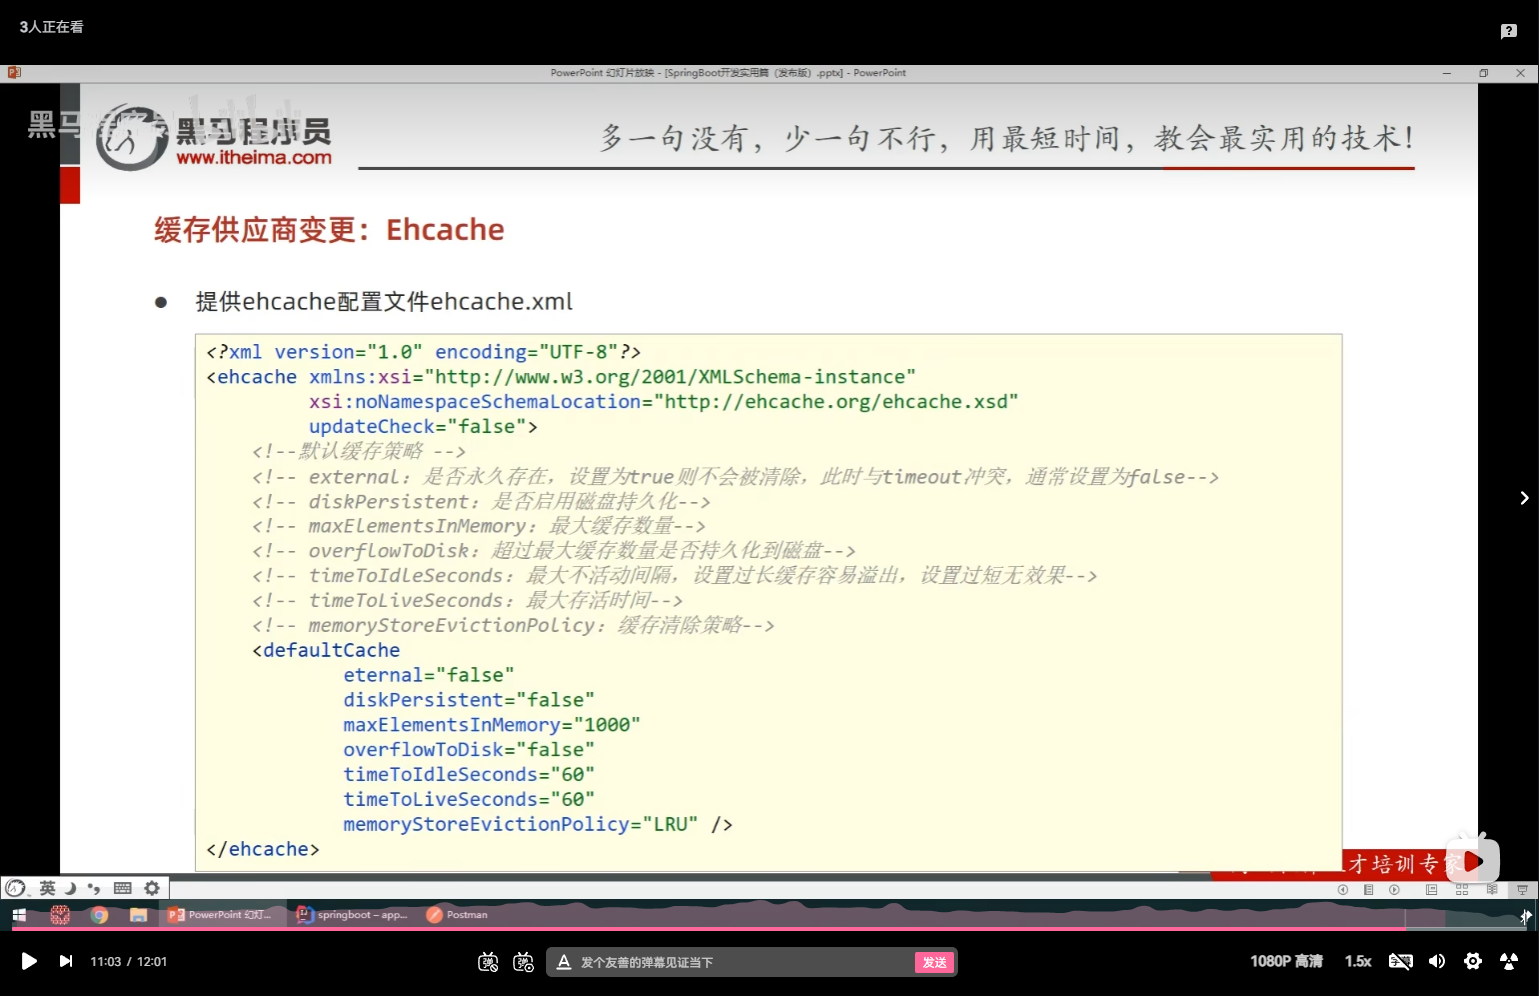 3人正在看
PowerPoint 幻灯片放映 - [SpringBoot开发实用篇（发布版）.pptx] - PowerPoint
黑马程序员
www.itheima.com
多一句没有，少一句不行，用最短时间，教会最实用的技术！
缓存供应商变更：Ehcache
● 提供ehcache配置文件ehcache.xml
<?xml version="1.0" encoding="UTF-8"?>
<ehcache xmlns:xsi="http://www.w3.org/2001/XMLSchema-instance"
xsi:noNamespaceSchemaLocation="http://ehcache.org/ehcache.xsd"
updateCheck="false">
<!--默认缓存策略 -->
<!-- external：是否永久存在，设置为true则不会被清除，此时与timeout冲突，通常设置为false-->
<!-- diskPersistent：是否启用磁盘持久化-->
<!-- maxElementsInMemory：最大缓存数量-->
<!-- overflowToDisk：超过最大缓存数量是否持久化到磁盘-->
<!-- timeToIdleSeconds：最大不活动间隔，设置过长缓存容易溢出，设置过短无效果-->
<!-- timeToLiveSeconds：最大存活时间-->
<!-- memoryStoreEvictionPolicy：缓存清除策略-->
<defaultCache
eternal="false"
diskPersistent="false"
maxElementsInMemory="1000"
overflowToDisk="false"
timeToIdleSeconds="60"
timeToLiveSeconds="60"
memoryStoreEvictionPolicy="LRU" />
</ehcache>
才培训专家
英
PowerPoint 幻灯...
springboot – app...
Postman
11:03 / 12:01
发个友善的弹幕见证当下
发送
1080P 高清
1.5x